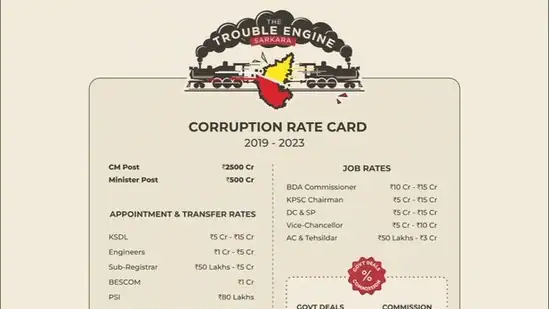 THE
TROUBLE ENGINE
SARKARA
CORRUPTION RATE CARD
2019 - 2023
CM Post ₹2500 Cr
Minister Post ₹500 Cr
APPOINTMENT & TRANSFER RATES
KSDL ₹5 Cr - ₹15 Cr
Engineers ₹1 Cr - ₹5 Cr
Sub-Registrar ₹50 Lakhs - ₹5 Cr
BESCOM ₹1 Cr
PSI ₹80 Lakhs
JOB RATES
BDA Commissioner ₹10 Cr - ₹15 Cr
KPSC Chairman ₹5 Cr - ₹15 Cr
DC & SP ₹5 Cr - ₹15 Cr
Vice-Chancellor ₹5 Cr - ₹10 Cr
AC & Tehsildar ₹50 Lakhs - ₹3 Cr
GOVT DEALS
%
COMMISSION
GOVT DEALS COMMISSION